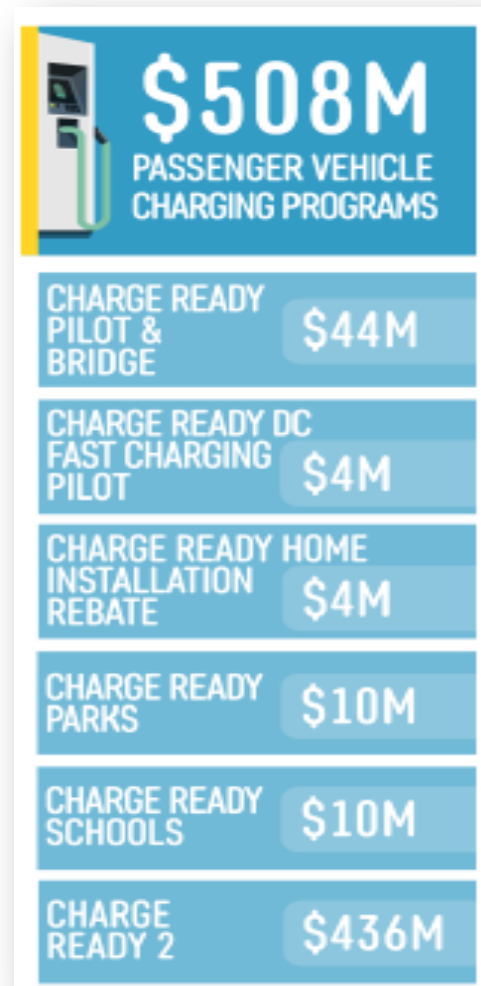 $508M
PASSENGER VEHICLE
CHARGING PROGRAMS
CHARGE READY
PILOT &
BRIDGE
$44M
CHARGE READY DC
FAST CHARGING
PILOT
$4M
CHARGE READY HOME
INSTALLATION
REBATE
$4M
CHARGE READY
PARKS
$10M
CHARGE READY
SCHOOLS
$10M
CHARGE
READY 2
$436M